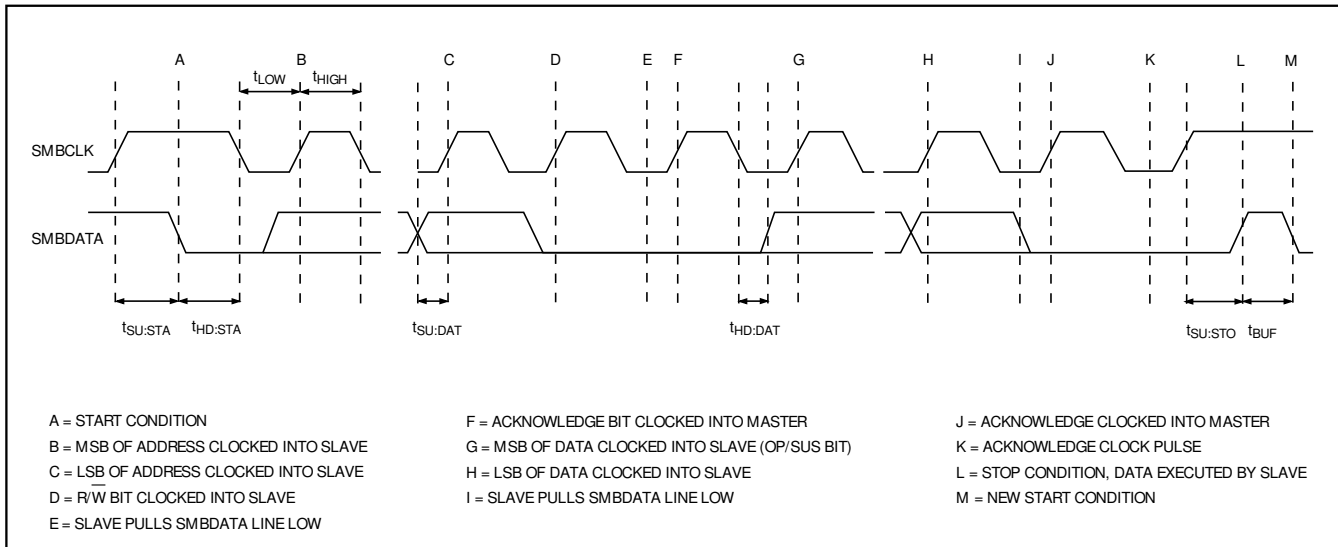 A B C D E F G H I J K L M
tLOW tHIGH
SMBCLK
SMBDATA
tSU:STA tHD:STA tSU:DAT tHD:DAT tSU:STO tBUF
A = START CONDITION
B = MSB OF ADDRESS CLOCKED INTO SLAVE
C = LSB OF ADDRESS CLOCKED INTO SLAVE
D = R/W̅ BIT CLOCKED INTO SLAVE
E = SLAVE PULLS SMBDATA LINE LOW
F = ACKNOWLEDGE BIT CLOCKED INTO MASTER
G = MSB OF DATA CLOCKED INTO SLAVE (OP/SUS BIT)
H = LSB OF DATA CLOCKED INTO SLAVE
I = SLAVE PULLS SMBDATA LINE LOW
J = ACKNOWLEDGE CLOCKED INTO MASTER
K = ACKNOWLEDGE CLOCK PULSE
L = STOP CONDITION, DATA EXECUTED BY SLAVE
M = NEW START CONDITION